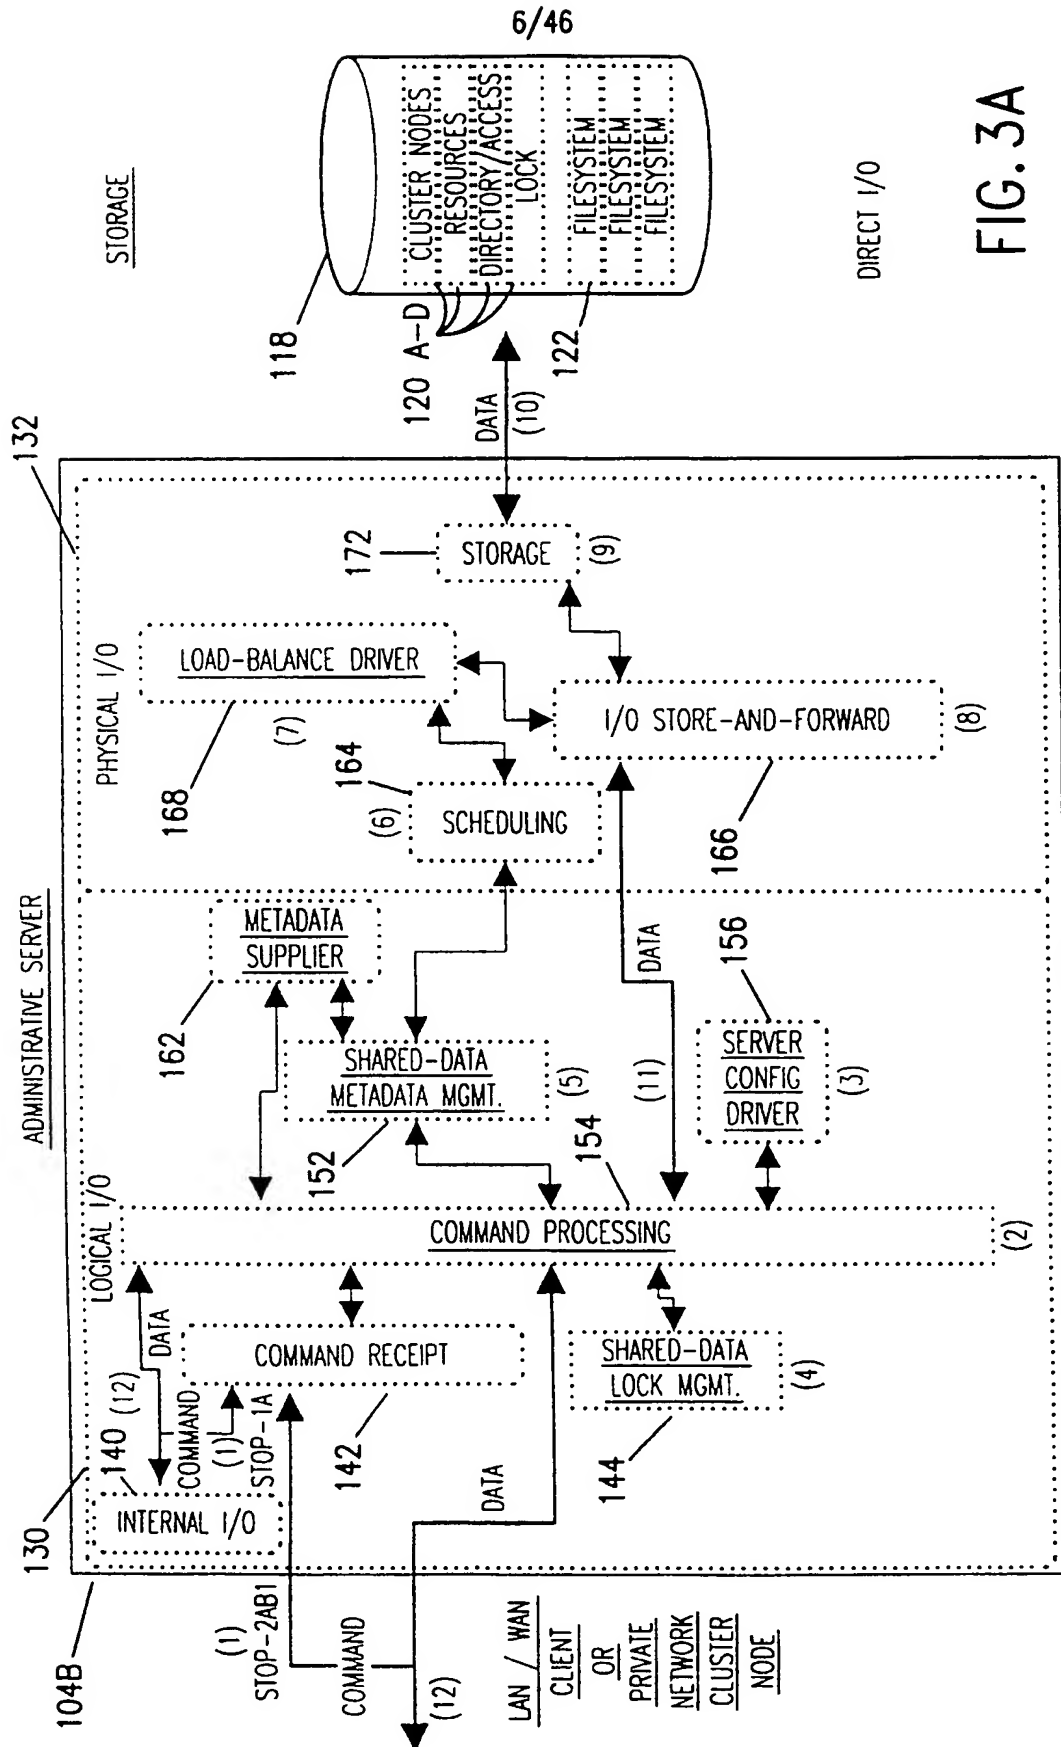 6/46
ADMINISTRATIVE SERVER
STORAGE
104B
130
132
LOGICAL I/O
PHYSICAL I/O
INTERNAL I/O
140
(12)
DATA
COMMAND
(1)
STOP-1A
COMMAND RECEIPT
142
(1)
STOP-2AB1
COMMAND
(12)
DATA
LAN / WAN
CLIENT
OR
PRIVATE
NETWORK
CLUSTER
NODE
SHARED-DATA
LOCK MGMT.
(4)
144
COMMAND PROCESSING
(2)
154
METADATA
SUPPLIER
162
SHARED-DATA
METADATA MGMT.
(5)
152
DATA
(11)
SERVER
CONFIG
DRIVER
(3)
156
SCHEDULING
(6)
164
LOAD-BALANCE DRIVER
(7)
168
I/O STORE-AND-FORWARD
(8)
166
STORAGE
(9)
172
DATA
(10)
118
120 A-D
CLUSTER NODES
RESOURCES
DIRECTORY/ACCESS
LOCK
FILESYSTEM
FILESYSTEM
FILESYSTEM
122
DIRECT I/O
FIG. 3A